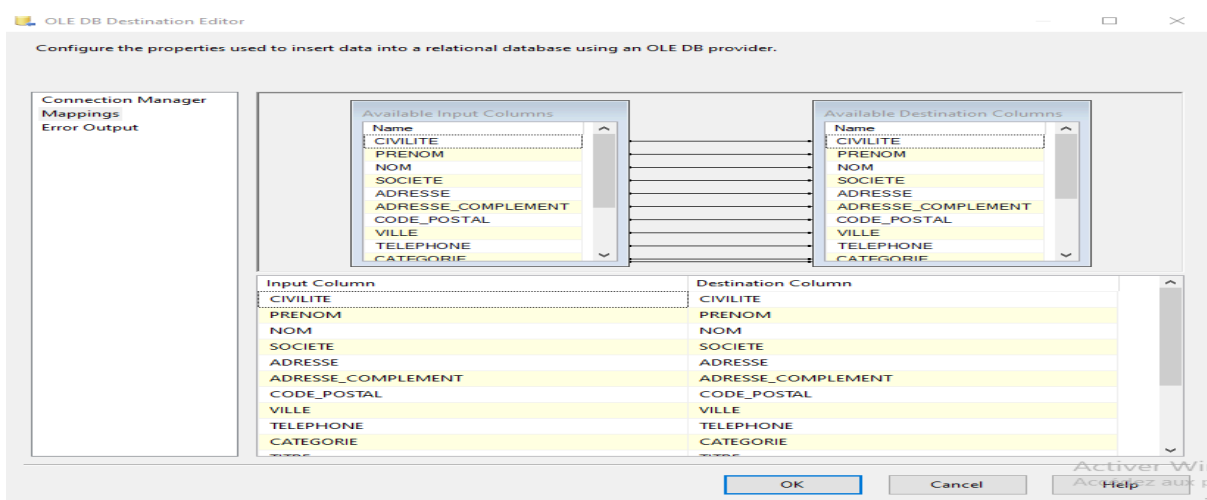 OLE DB Destination Editor
Configure the properties used to insert data into a relational database using an OLE DB provider.
Connection Manager
Mappings
Error Output
Available Input Columns
Name
CIVILITE
PRENOM
NOM
SOCIETE
ADRESSE
ADRESSE_COMPLEMENT
CODE_POSTAL
VILLE
TELEPHONE
CATEGORIE
Available Destination Columns
Name
CIVILITE
PRENOM
NOM
SOCIETE
ADRESSE
ADRESSE_COMPLEMENT
CODE_POSTAL
VILLE
TELEPHONE
CATEGORIE
Input Column Destination Column
CIVILITE CIVILITE
PRENOM PRENOM
NOM NOM
SOCIETE SOCIETE
ADRESSE ADRESSE
ADRESSE_COMPLEMENT ADRESSE_COMPLEMENT
CODE_POSTAL CODE_POSTAL
VILLE VILLE
TELEPHONE TELEPHONE
CATEGORIE CATEGORIE
Activer Wi
OK Cancel Help
aux p